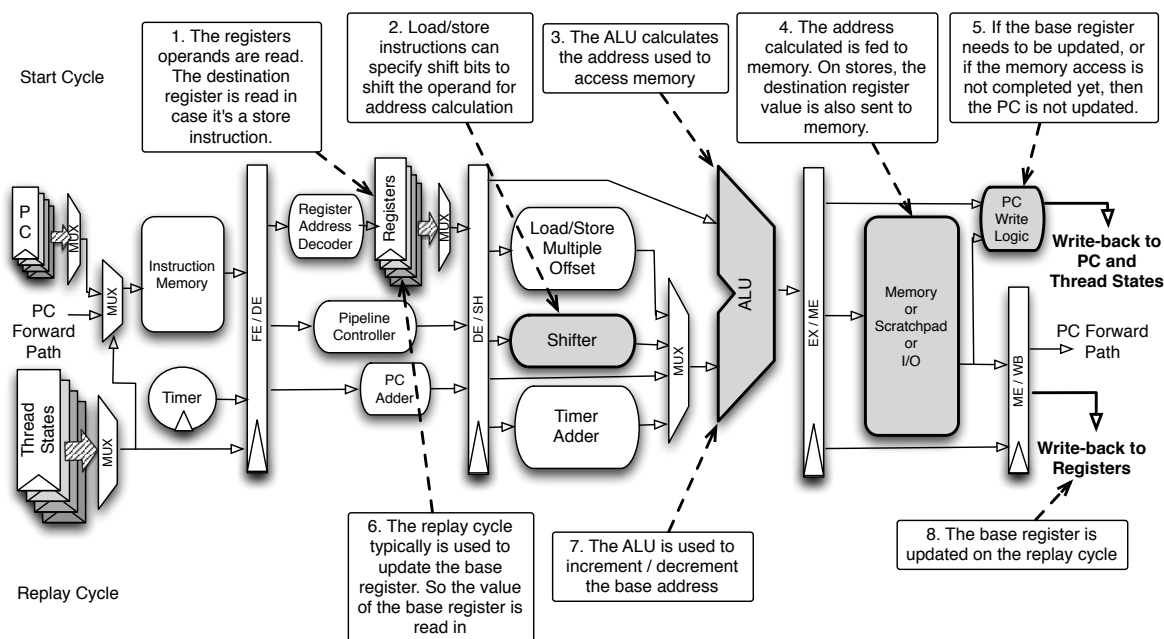 Start Cycle
1. The registers
operands are read.
The destination
register is read in
case it's a store
instruction.
2. Load/store
instructions can
specify shift bits to
shift the operand for
address calculation
3. The ALU calculates
the address used to
access memory
4. The address
calculated is fed to
memory. On stores, the
destination register
value is also sent to
memory.
5. If the base register
needs to be updated, or
if the memory access is
not completed yet, then
the PC is not updated.
P
C
MUX
PC
Forward
Path
MUX
Instruction
Memory
Timer
Thread
States
MUX
FE / DE
Register
Address
Decoder
Registers
MUX
Pipeline
Controller
PC
Adder
DE / SH
Load/Store
Multiple
Offset
Shifter
Timer
Adder
MUX
ALU
EX / ME
Memory
or
Scratchpad
or
I/O
PC
Write
Logic
Write-back to
PC and
Thread States
ME / WB
PC Forward
Path
Write-back to
Registers
Replay Cycle
6. The replay cycle
typically is used to
update the base
register. So the value
of the base register is
read in
7. The ALU is used to
increment / decrement
the base address
8. The base register is
updated on the replay cycle